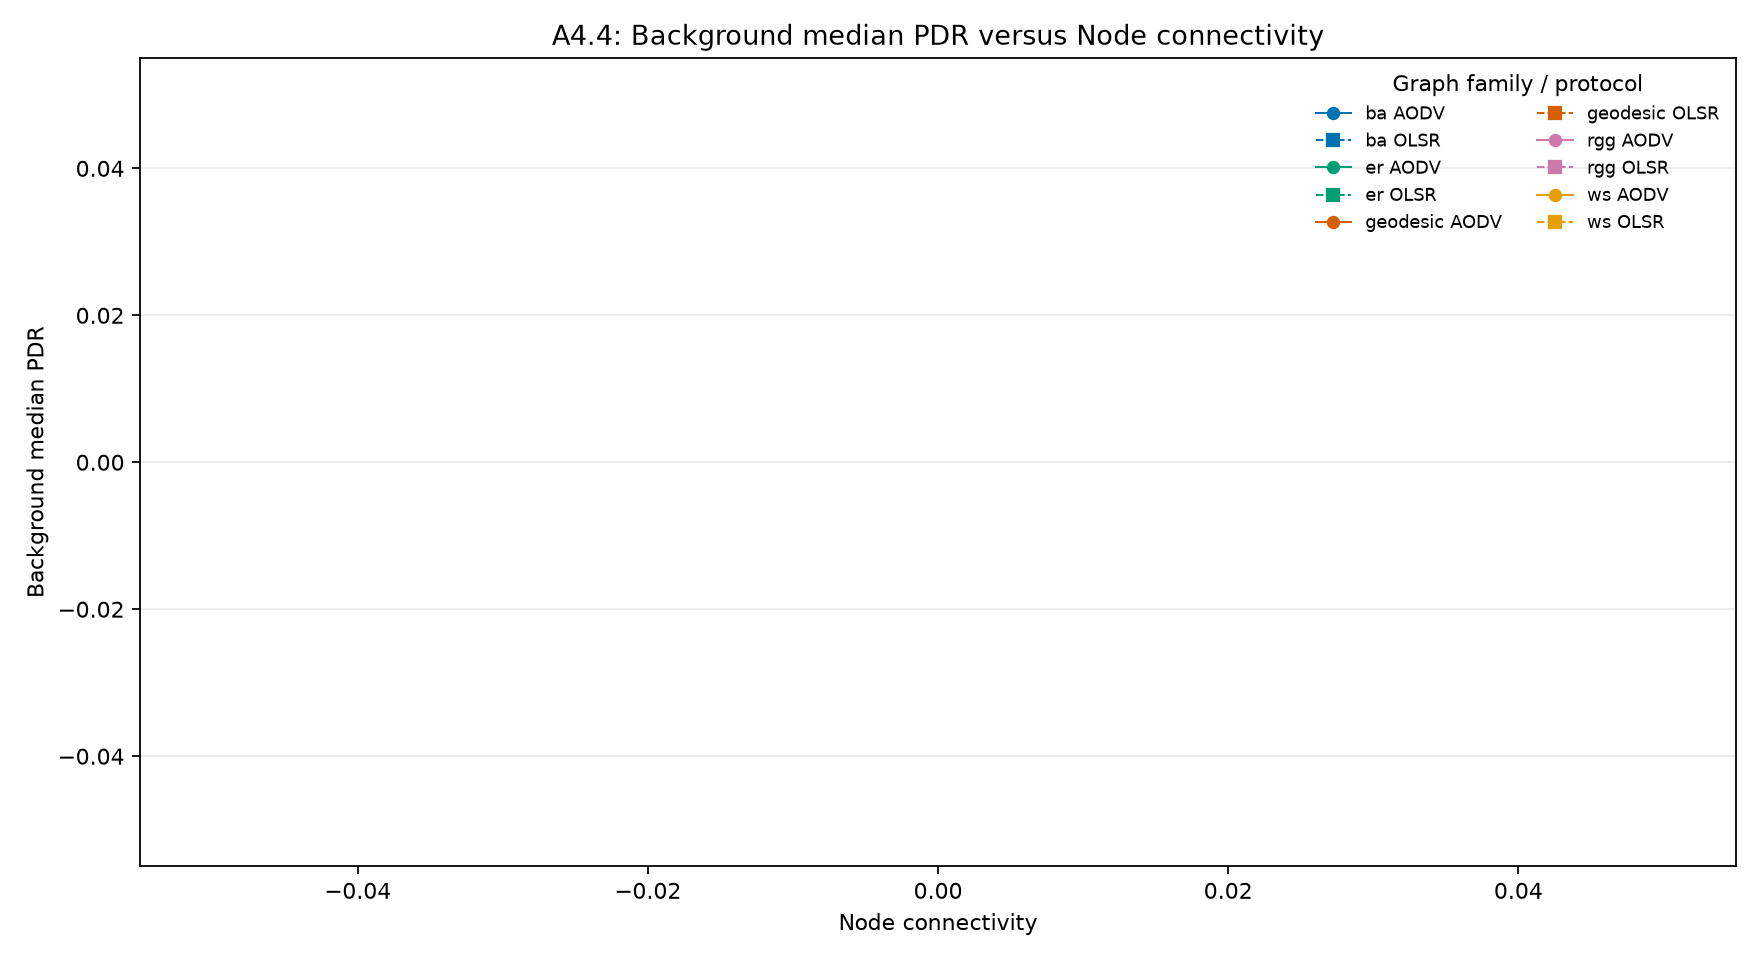 A4.4: Background median PDR versus Node connectivity
Graph family / protocol
ba AODV
ba OLSR
er AODV
er OLSR
geodesic AODV
geodesic OLSR
rgg AODV
rgg OLSR
ws AODV
ws OLSR
Background median PDR
0.04
0.02
0.00
−0.02
−0.04
−0.04
−0.02
0.00
0.02
0.04
Node connectivity